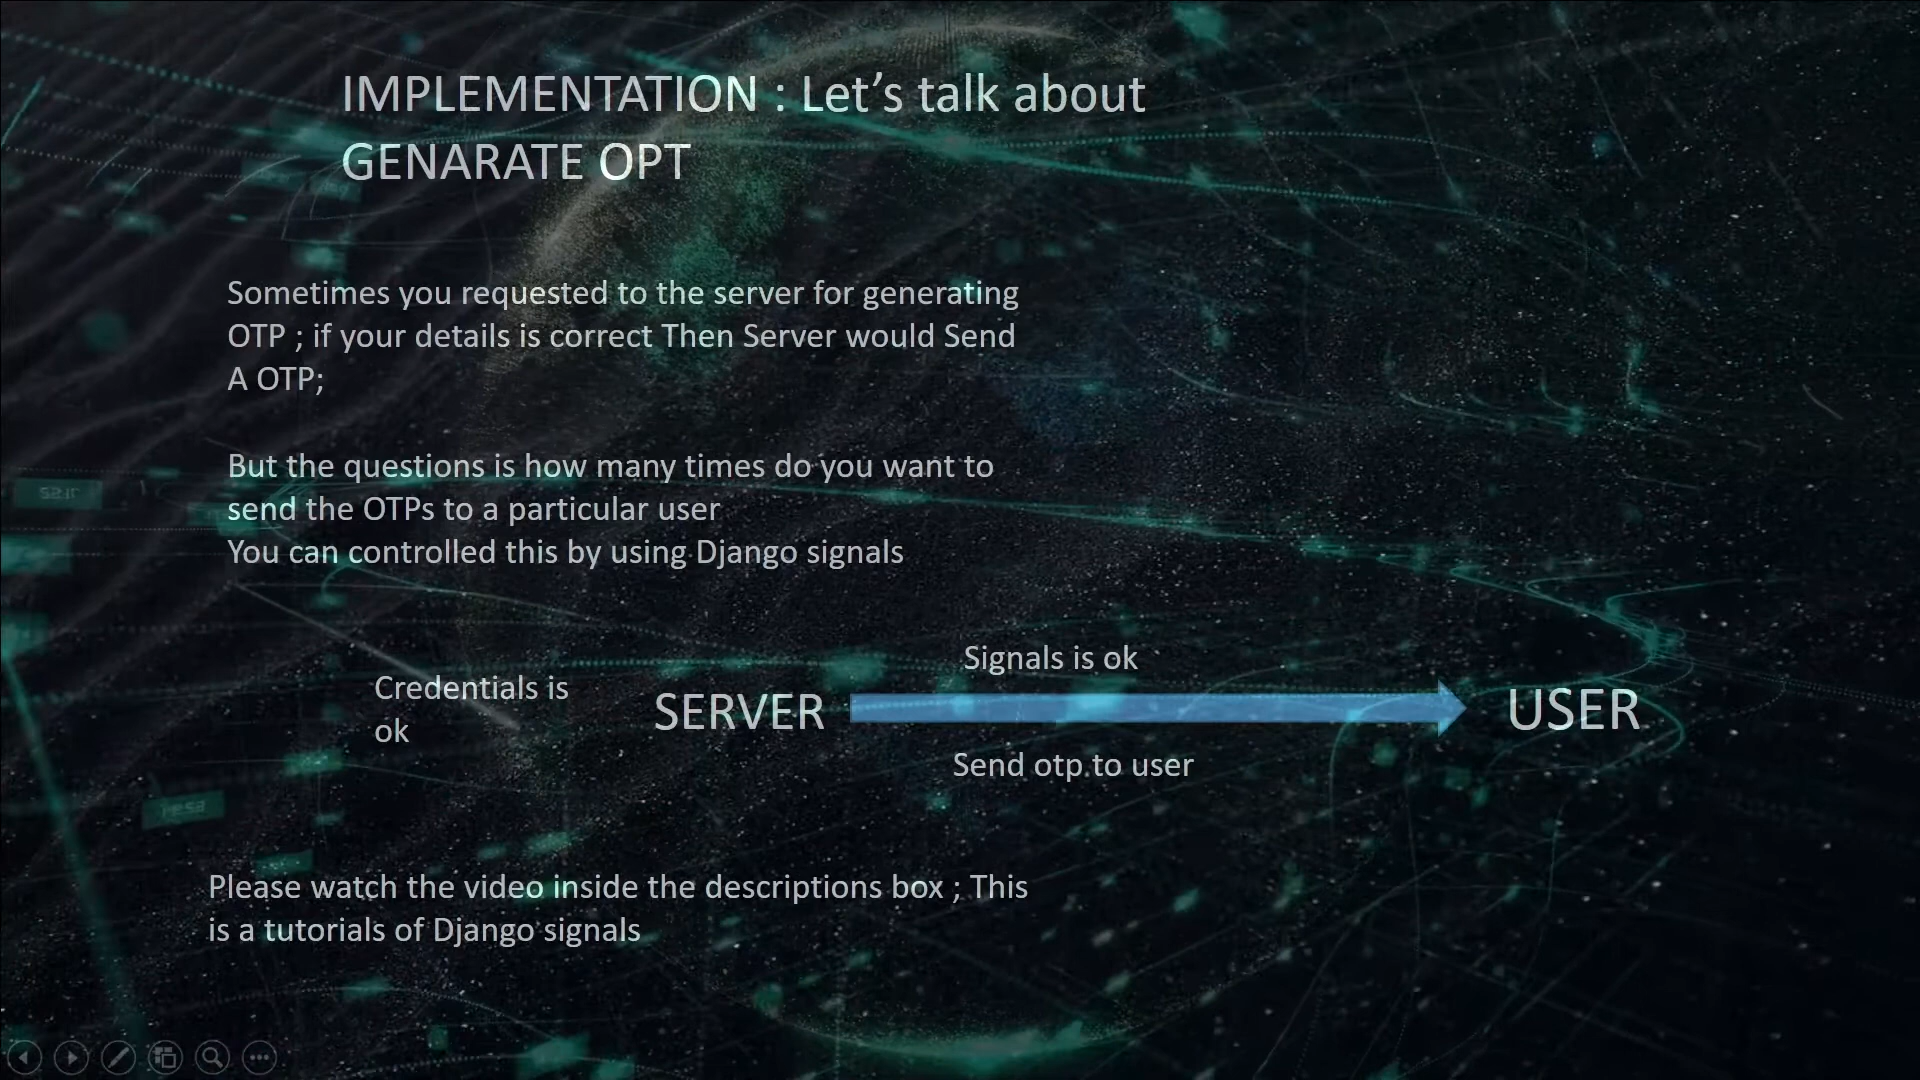 IMPLEMENTATION : Let’s talk about
GENARATE OPT
Sometimes you requested to the server for generating
OTP ; if your details is correct Then Server would Send
A OTP;
But the questions is how many times do you want to
send the OTPs to a particular user
You can controlled this by using Django signals
Signals is ok
Credentials is
ok
SERVER
USER
Send otp to user
Please watch the video inside the descriptions box ; This
is a tutorials of Django signals